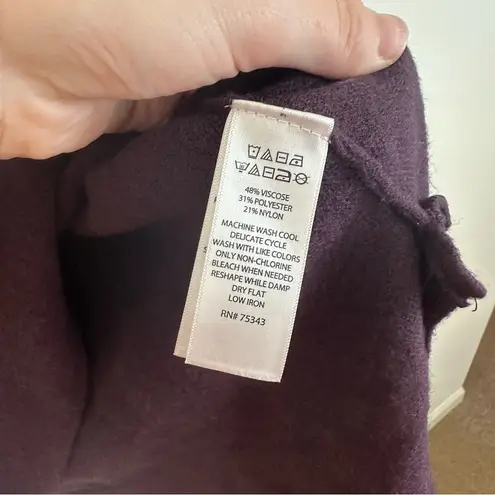 48% VISCOSE
31% POLYESTER
21% NYLON
MACHINE WASH COOL
DELICATE CYCLE
WASH WITH LIKE COLORS
ONLY NON-CHLORINE
BLEACH WHEN NEEDED
RESHAPE WHILE DAMP
DRY FLAT
LOW IRON
RN# 75343